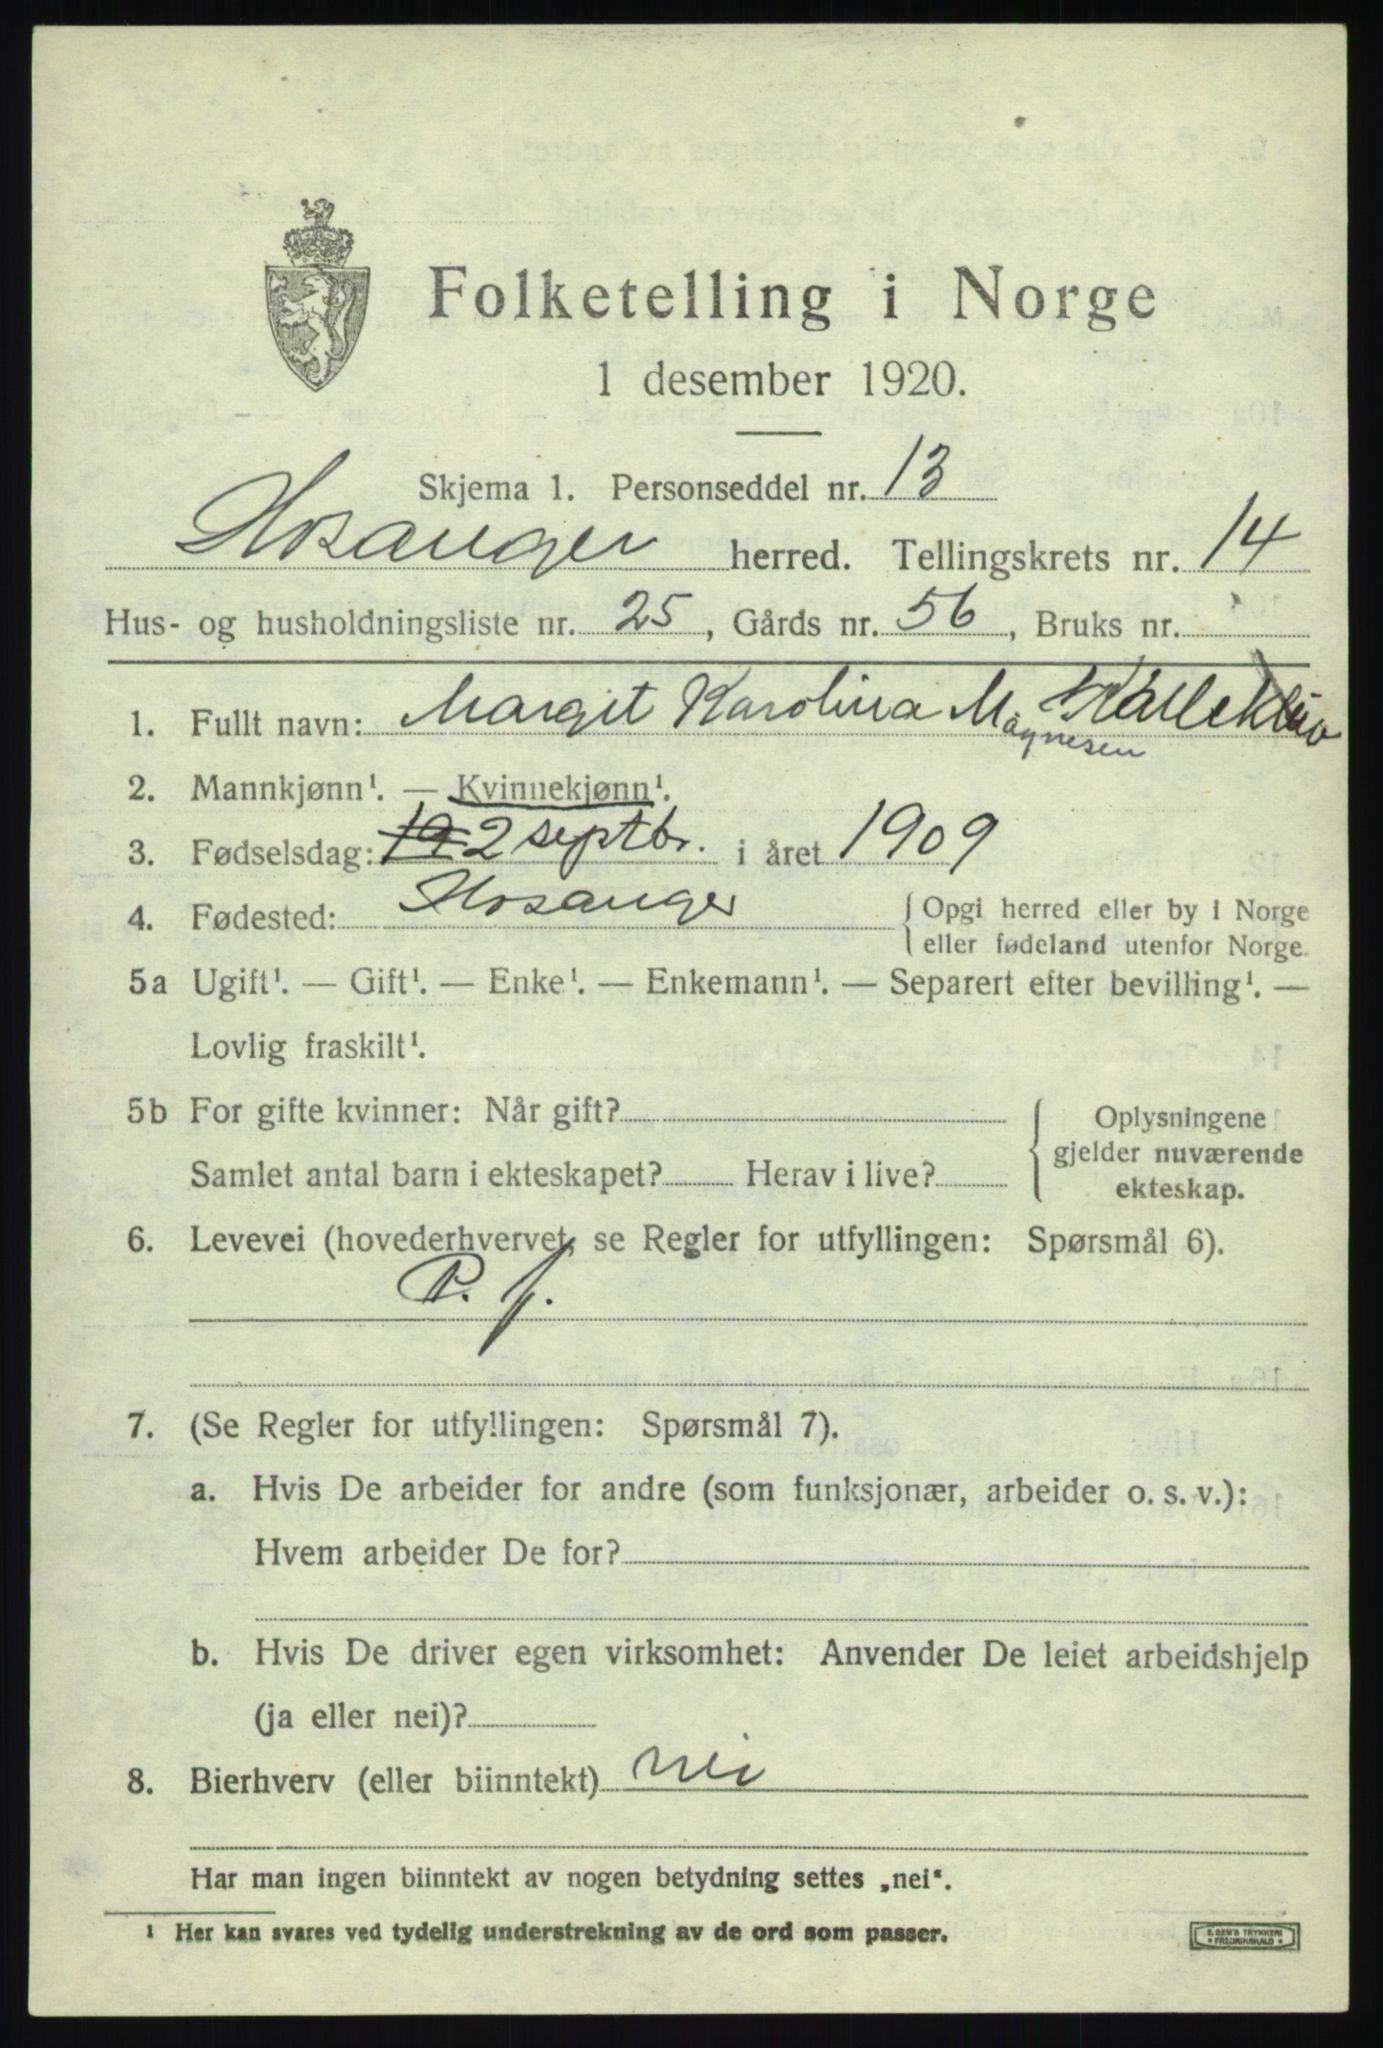 Folketelling i Norge
1 desember 1920.
Skjema 1. Personseddel nr. 13
Hosanger herred. Tellingskrets nr. 14
Hus- og husholdningsliste nr. 25, Gårds nr. 56, Bruks nr.
1. Fullt navn: Margit Karolina M
Magnesen
2. Mannkjønn¹. — Kvinnekjønn¹.
3. Fødselsdag: 2 septbr. i året 1909
4. Fødested: Hosanger { Opgi herred eller by i Norge
eller fødeland utenfor Norge.
5a Ugift¹. — Gift¹. — Enke¹. — Enkemann¹. — Separert efter bevilling¹. —
Lovlig fraskilt¹.
5b For gifte kvinner: Når gift? { Oplysningene
gjelder nuværende
Samlet antal barn i ekteskapet? Herav i live?
ekteskap.
6. Levevei (hovederhvervet, se Regler for utfyllingen: Spørsmål 6).
P. f.
7. (Se Regler for utfyllingen: Spørsmål 7).
a. Hvis De arbeider for andre (som funksjonær, arbeider o. s. v.):
Hvem arbeider De for?
b. Hvis De driver egen virksomhet: Anvender De leiet arbeidshjelp
(ja eller nei)?
8. Bierhverv (eller biinntekt) nei
Har man ingen biinntekt av nogen betydning settes „nei“.
¹ Her kan svares ved tydelig understrekning av de ord som passer.